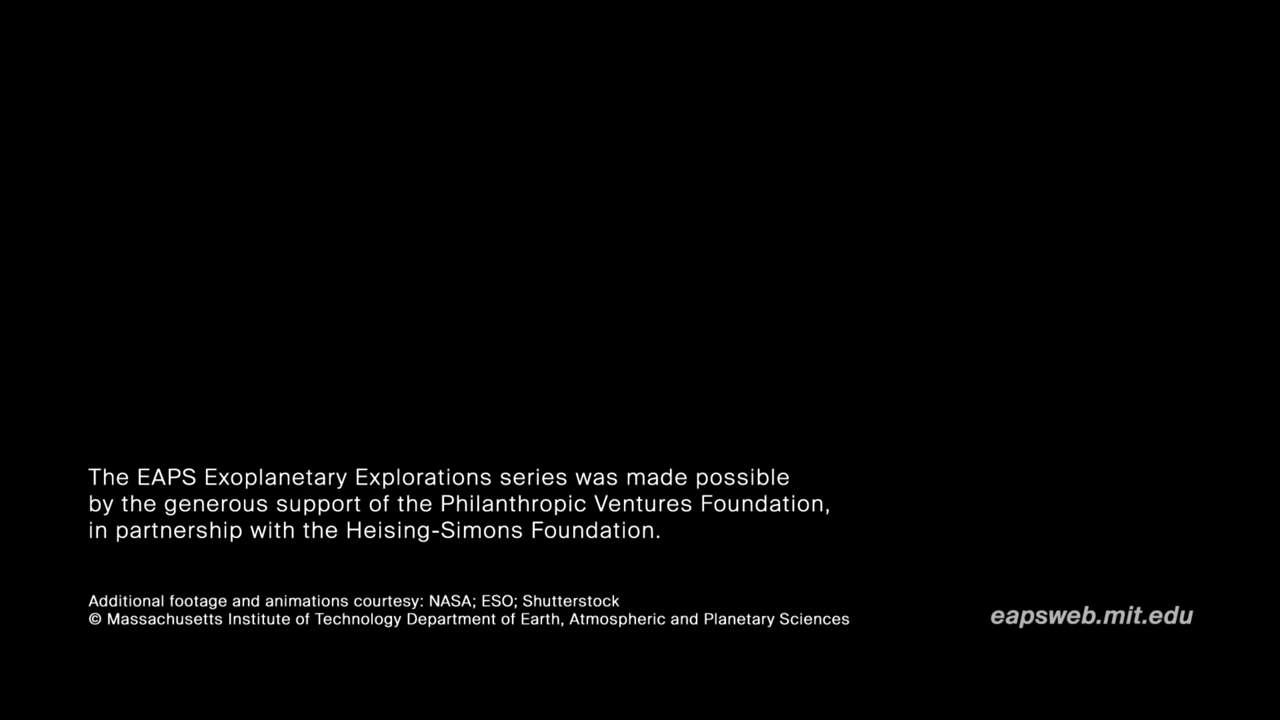 The EAPS Exoplanetary Explorations series was made possible
by the generous support of the Philanthropic Ventures Foundation,
in partnership with the Heising-Simons Foundation.
Additional footage and animations courtesy: NASA; ESO; Shutterstock
© Massachusetts Institute of Technology Department of Earth, Atmospheric and Planetary Sciences
eapsweb.mit.edu